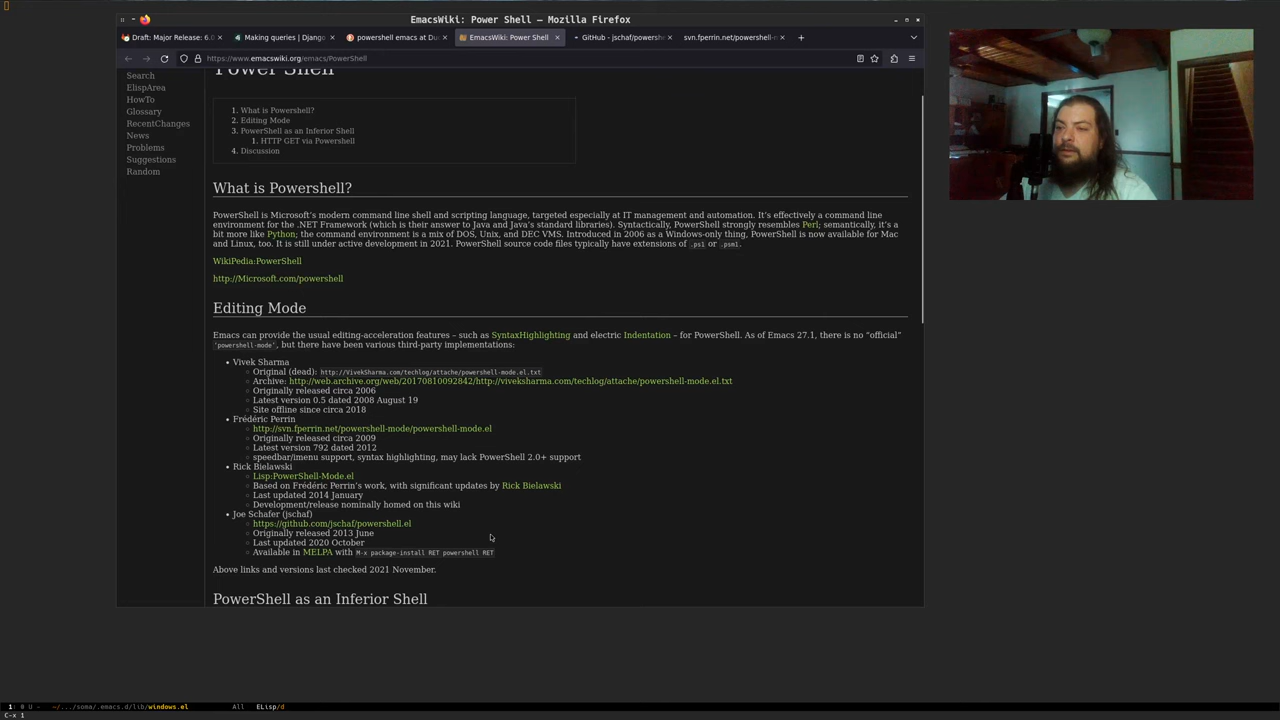 EmacsWiki: Power Shell — Mozilla Firefox
Draft: Major Release: 6.0
Making queries | Django
powershell emacs at Du
EmacsWiki: Power Shell
GitHub - jschaf/powersh
svn.fperrin.net/powershell-
https://www.emacswiki.org/emacs/PowerShell
Search
ElispArea
HowTo
Glossary
RecentChanges
News
Problems
Suggestions
Random
Power Shell
1. What is Powershell?
2. Editing Mode
3. PowerShell as an Inferior Shell
1. HTTP GET via Powershell
4. Discussion
What is Powershell?
PowerShell is Microsoft's modern command line shell and scripting language, targeted especially at IT management and automation. It's effectively a command line
environment for the .NET Framework (which is their answer to Java and Java's standard libraries). Syntactically, PowerShell strongly resembles Perl; semantically, it's a
bit more like Python; the command environment is a mix of DOS, Unix, and DEC VMS. Introduced in 2006 as a Windows-only thing, PowerShell is now available for Mac
and Linux, too. It is still under active development in 2021. PowerShell source code files typically have extensions of .ps1 or .psm1.
WikiPedia:PowerShell
http://Microsoft.com/powershell
Editing Mode
Emacs can provide the usual editing-acceleration features – such as SyntaxHighlighting and electric Indentation – for PowerShell. As of Emacs 27.1, there is no "official"
'powershell-mode', but there have been various third-party implementations:
• Vivek Sharma
◦ Original (dead): http://VivekSharma.com/techlog/attache/powershell-mode.el.txt
◦ Archive: http://web.archive.org/web/20170810092842/http://viveksharma.com/techlog/attache/powershell-mode.el.txt
◦ Originally released circa 2006
◦ Latest version 0.5 dated 2008 August 19
◦ Site offline since circa 2018
• Frédéric Perrin
◦ http://svn.fperrin.net/powershell-mode/powershell-mode.el
◦ Originally released circa 2009
◦ Latest version 792 dated 2012
◦ speedbar/imenu support, syntax highlighting, may lack PowerShell 2.0+ support
• Rick Bielawski
◦ Lisp:PowerShell-Mode.el
◦ Based on Frédéric Perrin's work, with significant updates by Rick Bielawski
◦ Last updated 2014 January
◦ Development/release nominally homed on this wiki
• Joe Schafer (jschaf)
◦ https://github.com/jschaf/powershell.el
◦ Originally released 2013 June
◦ Last updated 2020 October
◦ Available in MELPA with M-x package-install RET powershell RET
Above links and versions last checked 2021 November.
PowerShell as an Inferior Shell
1: # U - ~/.../soma/.emacs.d/lib/windows.el All ELisp/d
C-x 1